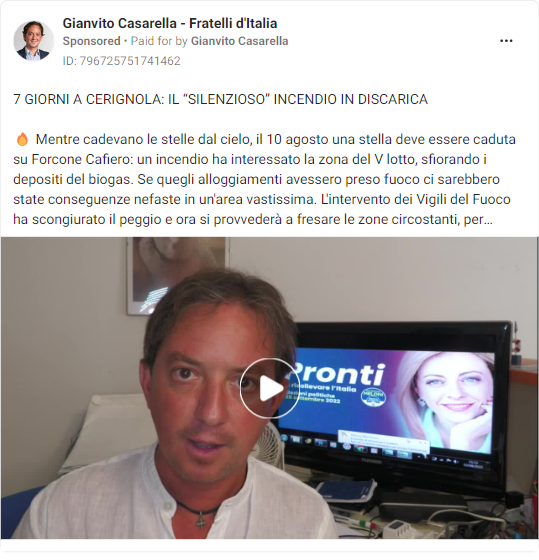 Gianvito Casarella - Fratelli d'Italia
Sponsored • Paid for by Gianvito Casarella
ID: 796725751741462
7 GIORNI A CERIGNOLA: IL “SILENZIOSO” INCENDIO IN DISCARICA
🔥 Mentre cadevano le stelle dal cielo, il 10 agosto una stella deve essere caduta
su Forcone Cafiero: un incendio ha interessato la zona del V lotto, sfiorando i
depositi del biogas. Se quegli alloggiamenti avessero preso fuoco ci sarebbero
state conseguenze nefaste in un'area vastissima. L'intervento dei Vigili del Fuoco
ha scongiurato il peggio e ora si provvederà a fresare le zone circostanti, per...
Pronti
risollevare l'Italia
settembre 2022
MELONI